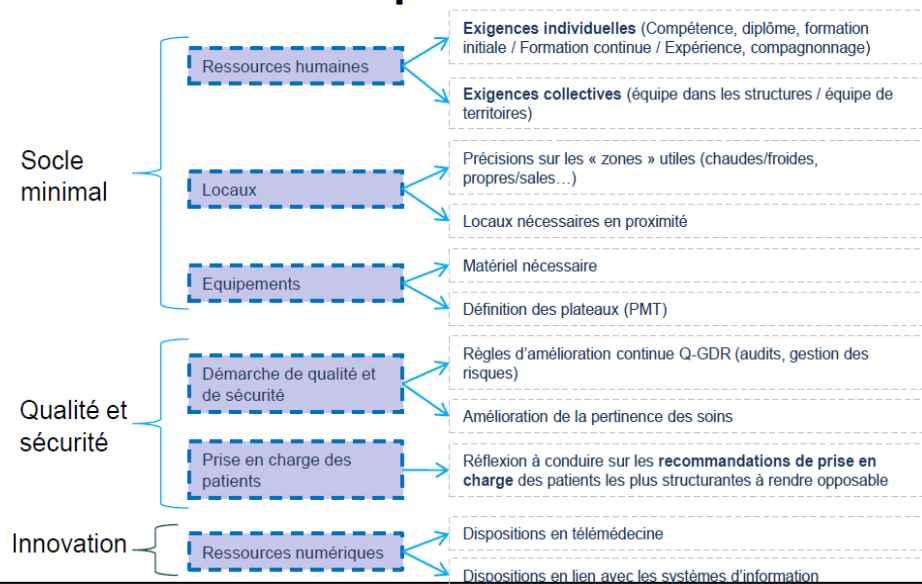 Exigences individuelles (Compétence, diplôme, formation
initiale / Formation continue / Expérience, compagnonnage)
Ressources humaines
Exigences collectives (équipe dans les structures / équipe de
territoires)
Socle
minimal
Précisions sur les « zones » utiles (chaudes/froides,
propres/sales…)
Locaux
Locaux nécessaires en proximité
Matériel nécessaire
Equipements
Définition des plateaux (PMT)
Qualité et
sécurité
Règles d’amélioration continue Q-GDR (audits, gestion des
risques)
Démarche de qualité et
de sécurité
Amélioration de la pertinence des soins
Prise en charge des
patients
Réflexion à conduire sur les recommandations de prise en
charge des patients les plus structurantes à rendre opposable
Innovation
Ressources numériques
Dispositions en télémédecine
Dispositions en lien avec les systèmes d’information